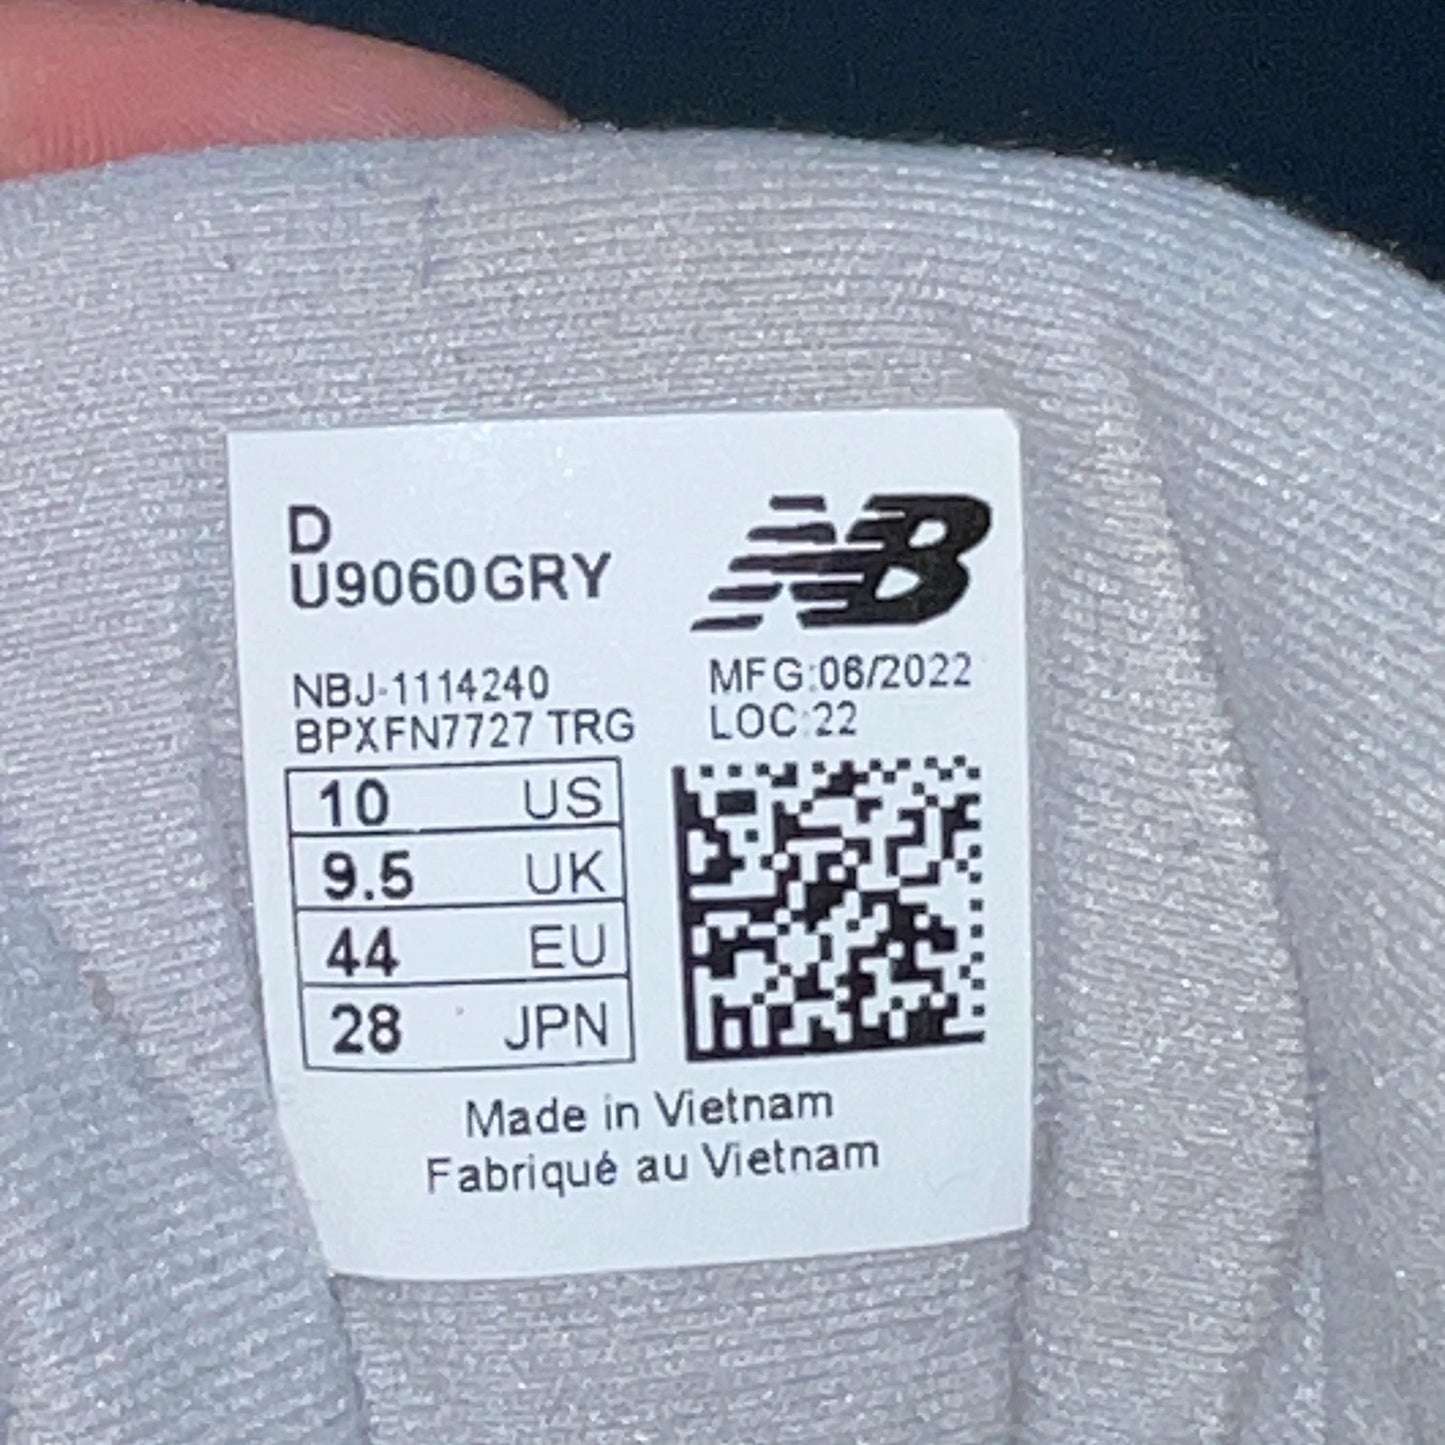 D
U9060GRY
NB
NBJ-1114240
BPXFN7727 TRG
MFG:06/2022
LOC:22
10 US
9.5 UK
44 EU
28 JPN
Made in Vietnam
Fabriqué au Vietnam